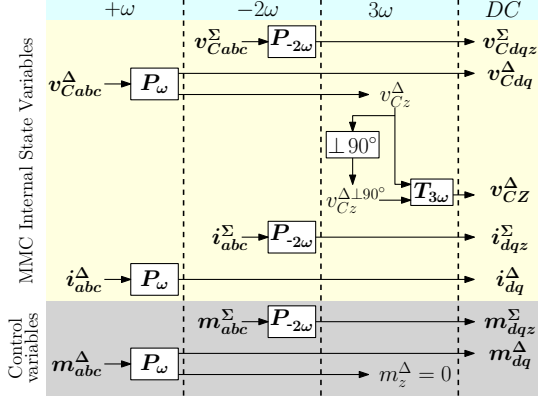 +ω −2ω 3ω DC
MMC Internal State Variables
v^Σ_Cabc P_-2ω v^Σ_Cdqz
v^Δ_Cabc P_ω v^Δ_Cdq
v^Δ_Cz
⊥90°
v^Δ⊥90°_Cz T_3ω v^Δ_CZ
i^Σ_abc P_-2ω i^Σ_dqz
i^Δ_abc P_ω i^Δ_dq
Control
variables
m^Σ_abc P_-2ω m^Σ_dqz
m^Δ_abc P_ω m^Δ_dq
m^Δ_z = 0